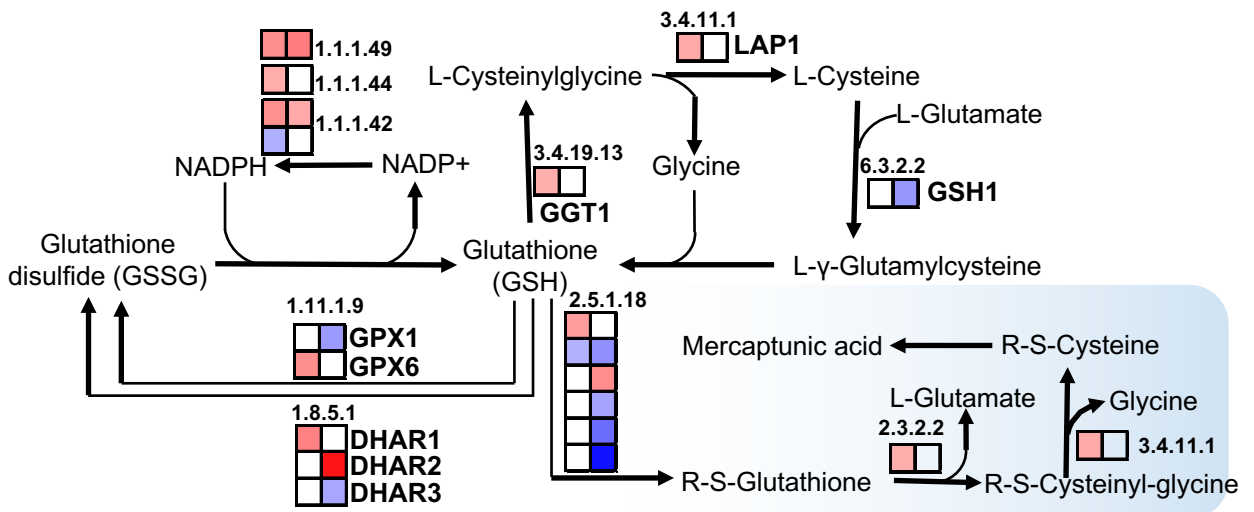 3.4.11.1
LAP1
1.1.1.49
L-Cysteinylglycine
L-Cysteine
1.1.1.44
L-Glutamate
1.1.1.42
3.4.19.13
NADPH
NADP+
Glycine
6.3.2.2
GSH1
GGT1
Glutathione
disulfide (GSSG)
Glutathione
(GSH)
L-γ-Glutamylcysteine
1.11.1.9
GPX1
GPX6
2.5.1.18
Mercaptunic acid
R-S-Cysteine
1.8.5.1
DHAR1
DHAR2
DHAR3
L-Glutamate
Glycine
2.3.2.2
3.4.11.1
R-S-Glutathione
R-S-Cysteinyl-glycine